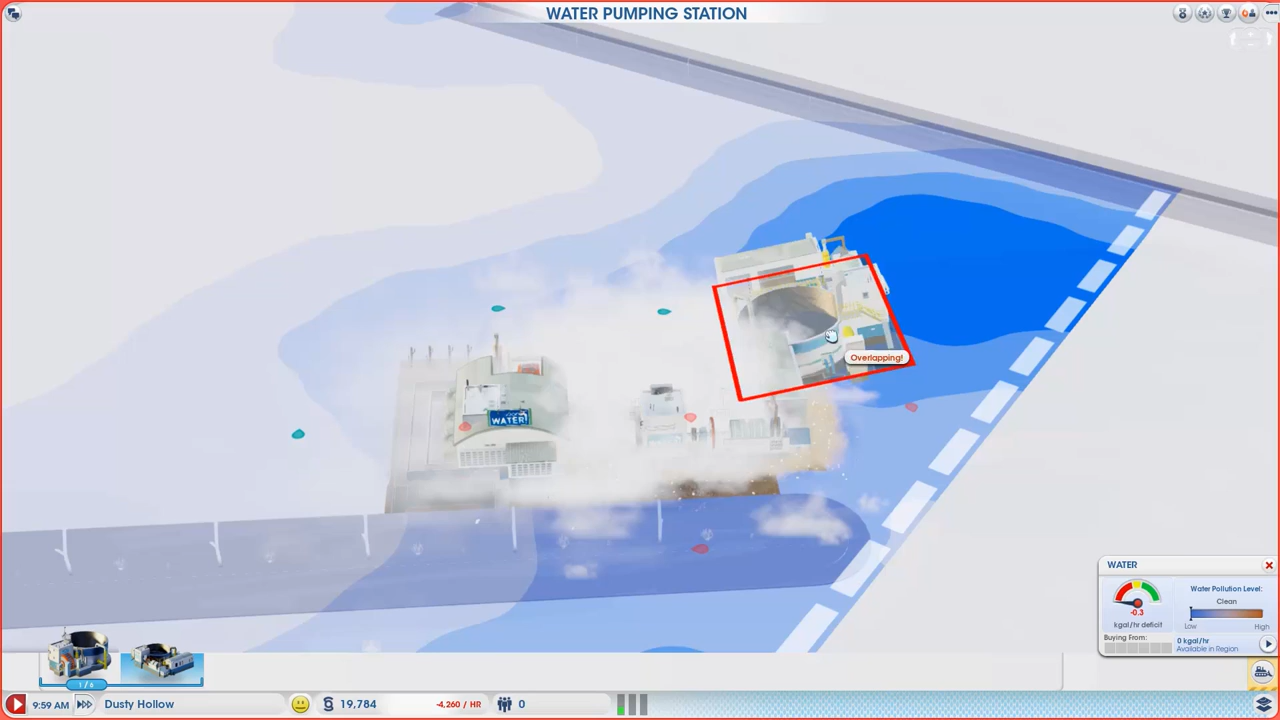 WATER PUMPING STATION
WATER!
Overlapping!
WATER
-0.3
kgal/hr deficit
Water Pollution Level:
Clean
Low
High
Buying From:
0 kgal/hr
Available in Region
1 / 6
9:59 AM
Dusty Hollow
19,784
-4,260 / HR
0